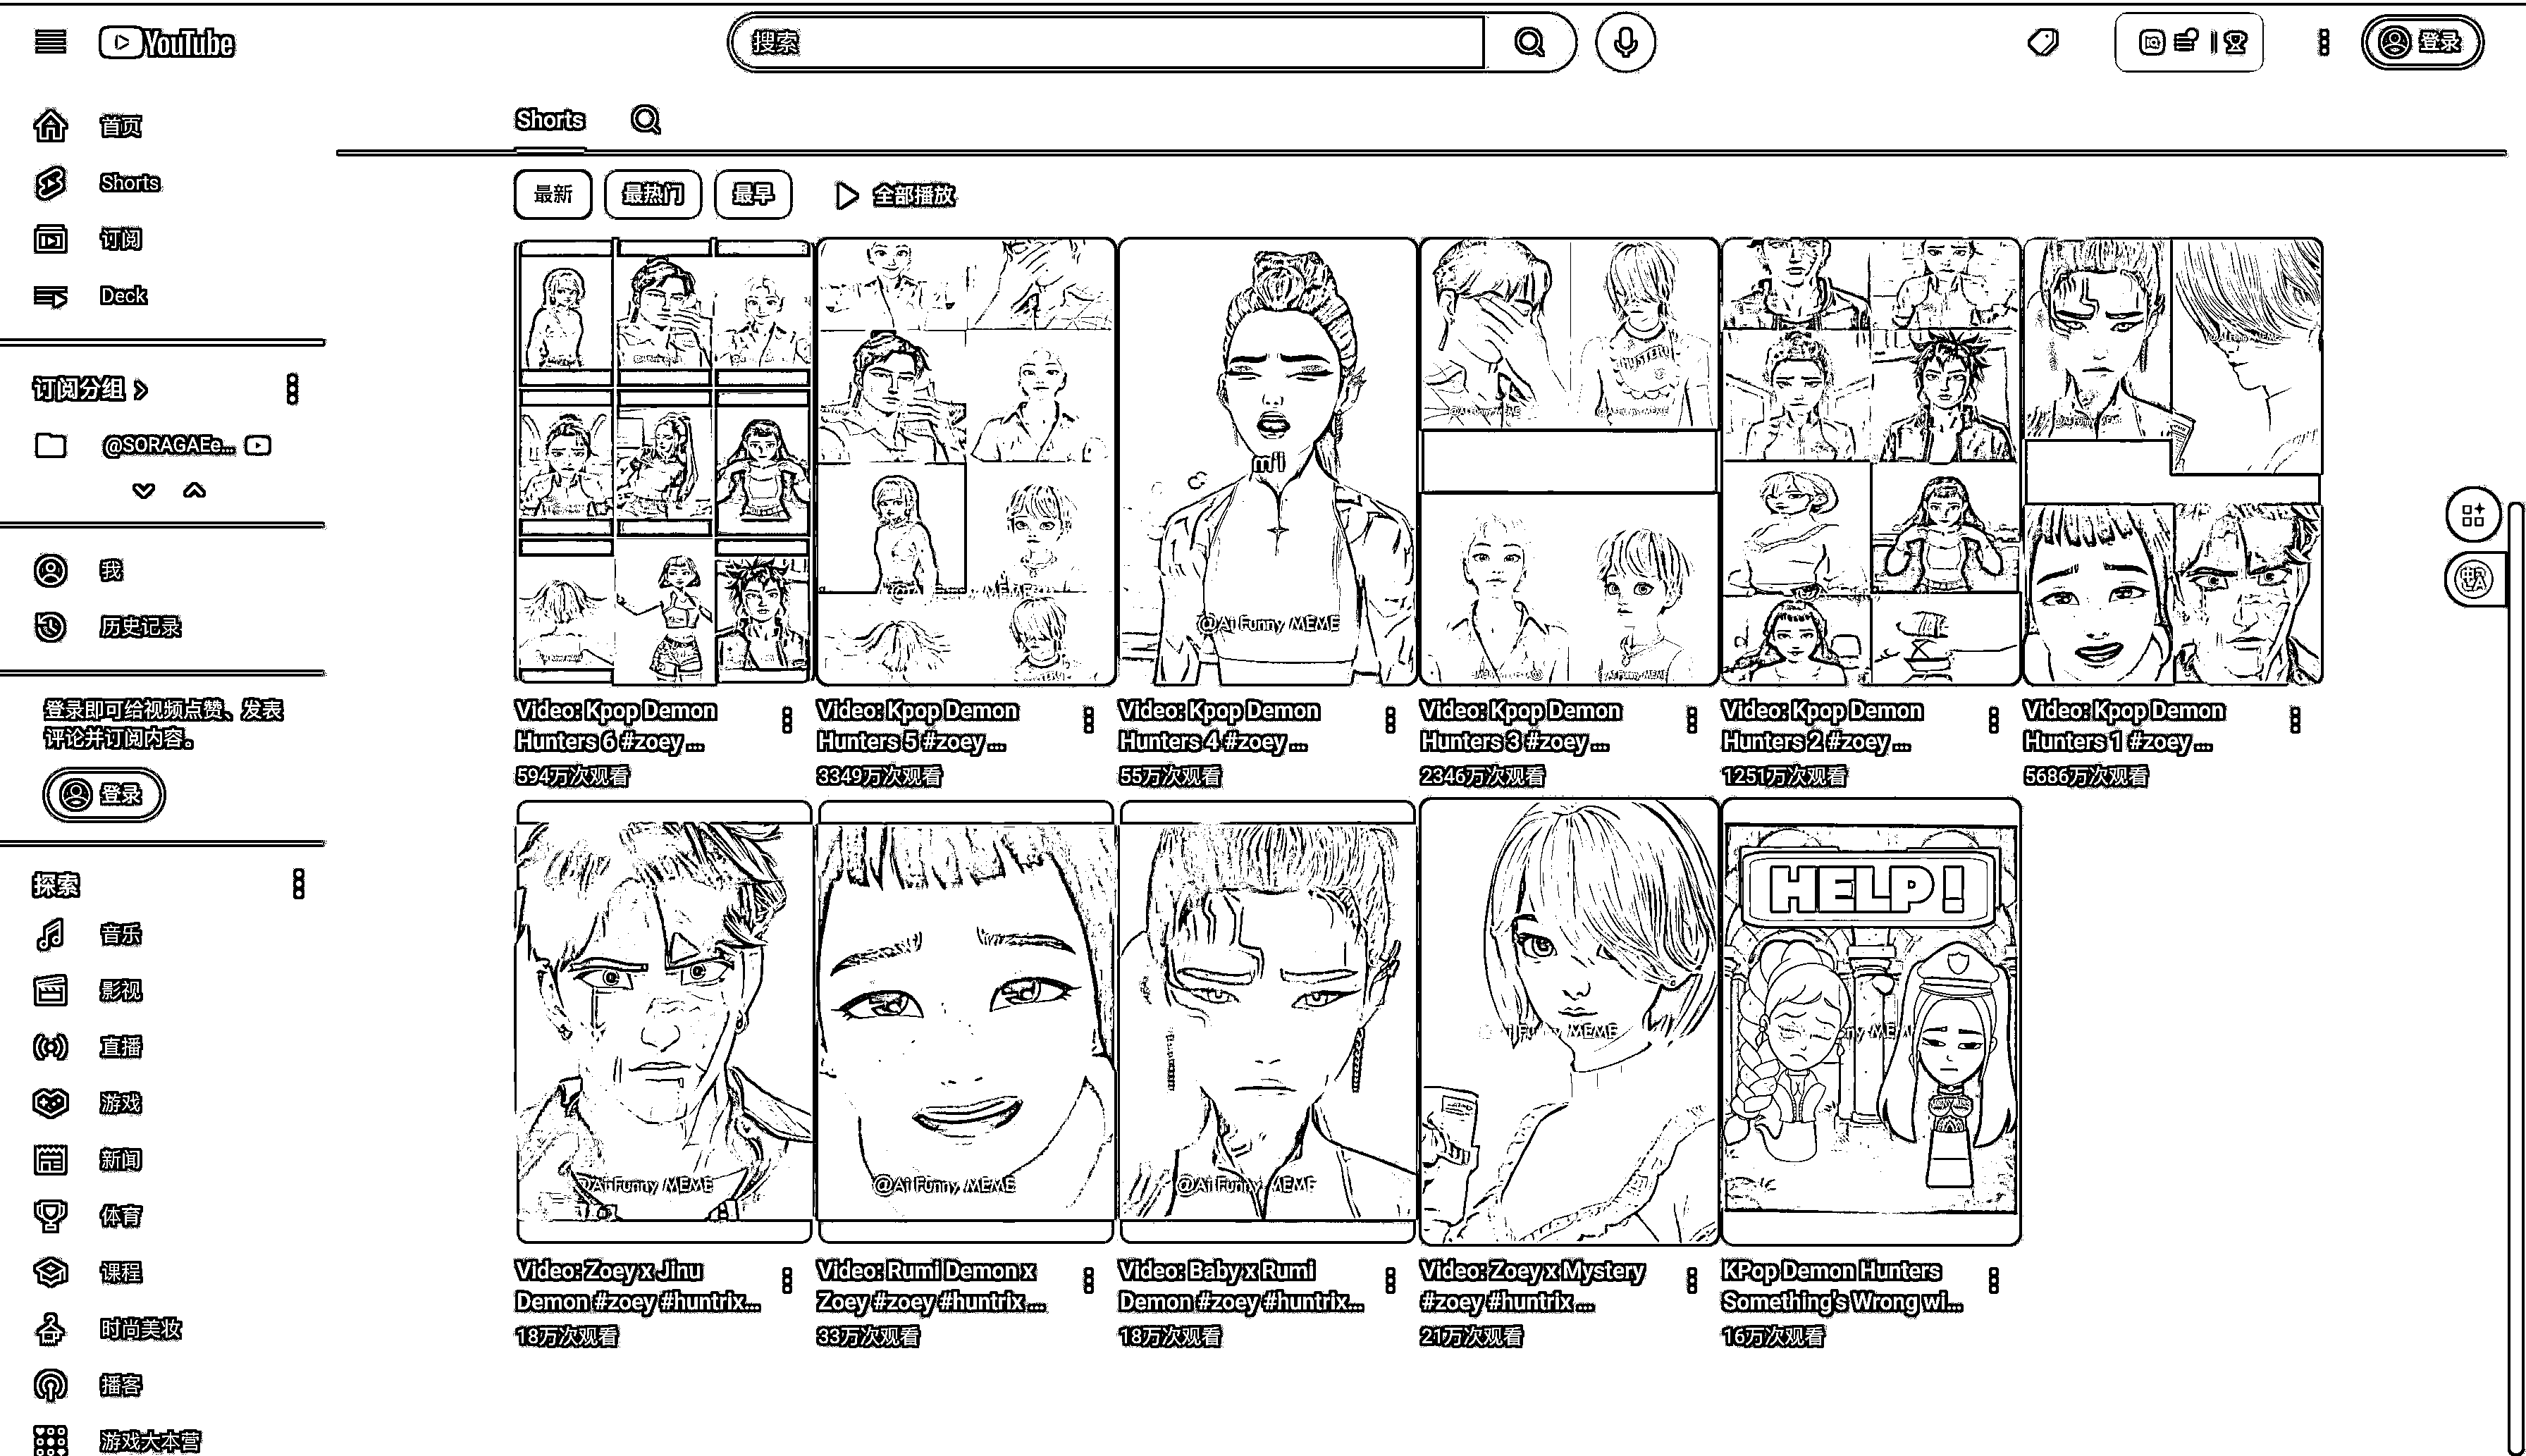 YouTube
搜索
登录
首页
Shorts
订阅
Deck
订阅分组
@SORAGAEe...
我
历史记录
登录即可给视频点赞、发表
评论并订阅内容。
登录
探索
音乐
影视
直播
游戏
新闻
体育
课程
时尚美妆
播客
游戏大本营
Shorts
最新
最热门
最早
全部播放
mi
@Ai Funny MEME
Video: Kpop Demon
Hunters 6 #zoey ...
594万次观看
Video: Kpop Demon
Hunters 5 #zoey ...
3349万次观看
Video: Kpop Demon
Hunters 4 #zoey ...
55万次观看
Video: Kpop Demon
Hunters 3 #zoey ...
2346万次观看
Video: Kpop Demon
Hunters 2 #zoey ...
1251万次观看
Video: Kpop Demon
Hunters 1 #zoey ...
5686万次观看
@Ai Funny MEME
@Ai Funny MEME
@Ai Funny MEME
HELP!
Video: Zoey x Jinu
Demon #zoey #huntrix...
18万次观看
Video: Rumi Demon x
Zoey #zoey #huntrix ...
33万次观看
Video: Baby x Rumi
Demon #zoey #huntrix...
18万次观看
Video: Zoey x Mystery
#zoey #huntrix ...
21万次观看
KPop Demon Hunters
Something's Wrong wi...
16万次观看